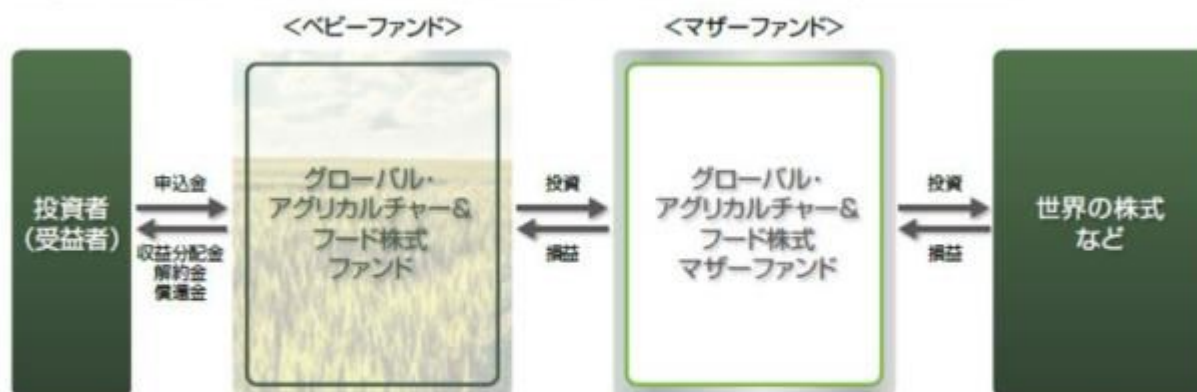 <ベビーファンド>
<マザーファンド>
投資者
(受益者)
申込金
収益分配金
解約金
償還金
グローバル・
アグリカルチャー&
フード株式
ファンド
投資
損益
グローバル・
アグリカルチャー&
フード株式
マザーファンド
投資
損益
世界の株式
など